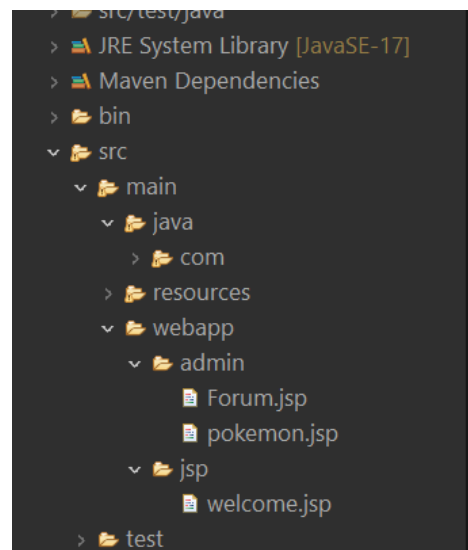 src/test/java
JRE System Library [JavaSE-17]
Maven Dependencies
bin
src
main
java
com
resources
webapp
admin
Forum.jsp
pokemon.jsp
jsp
welcome.jsp
test